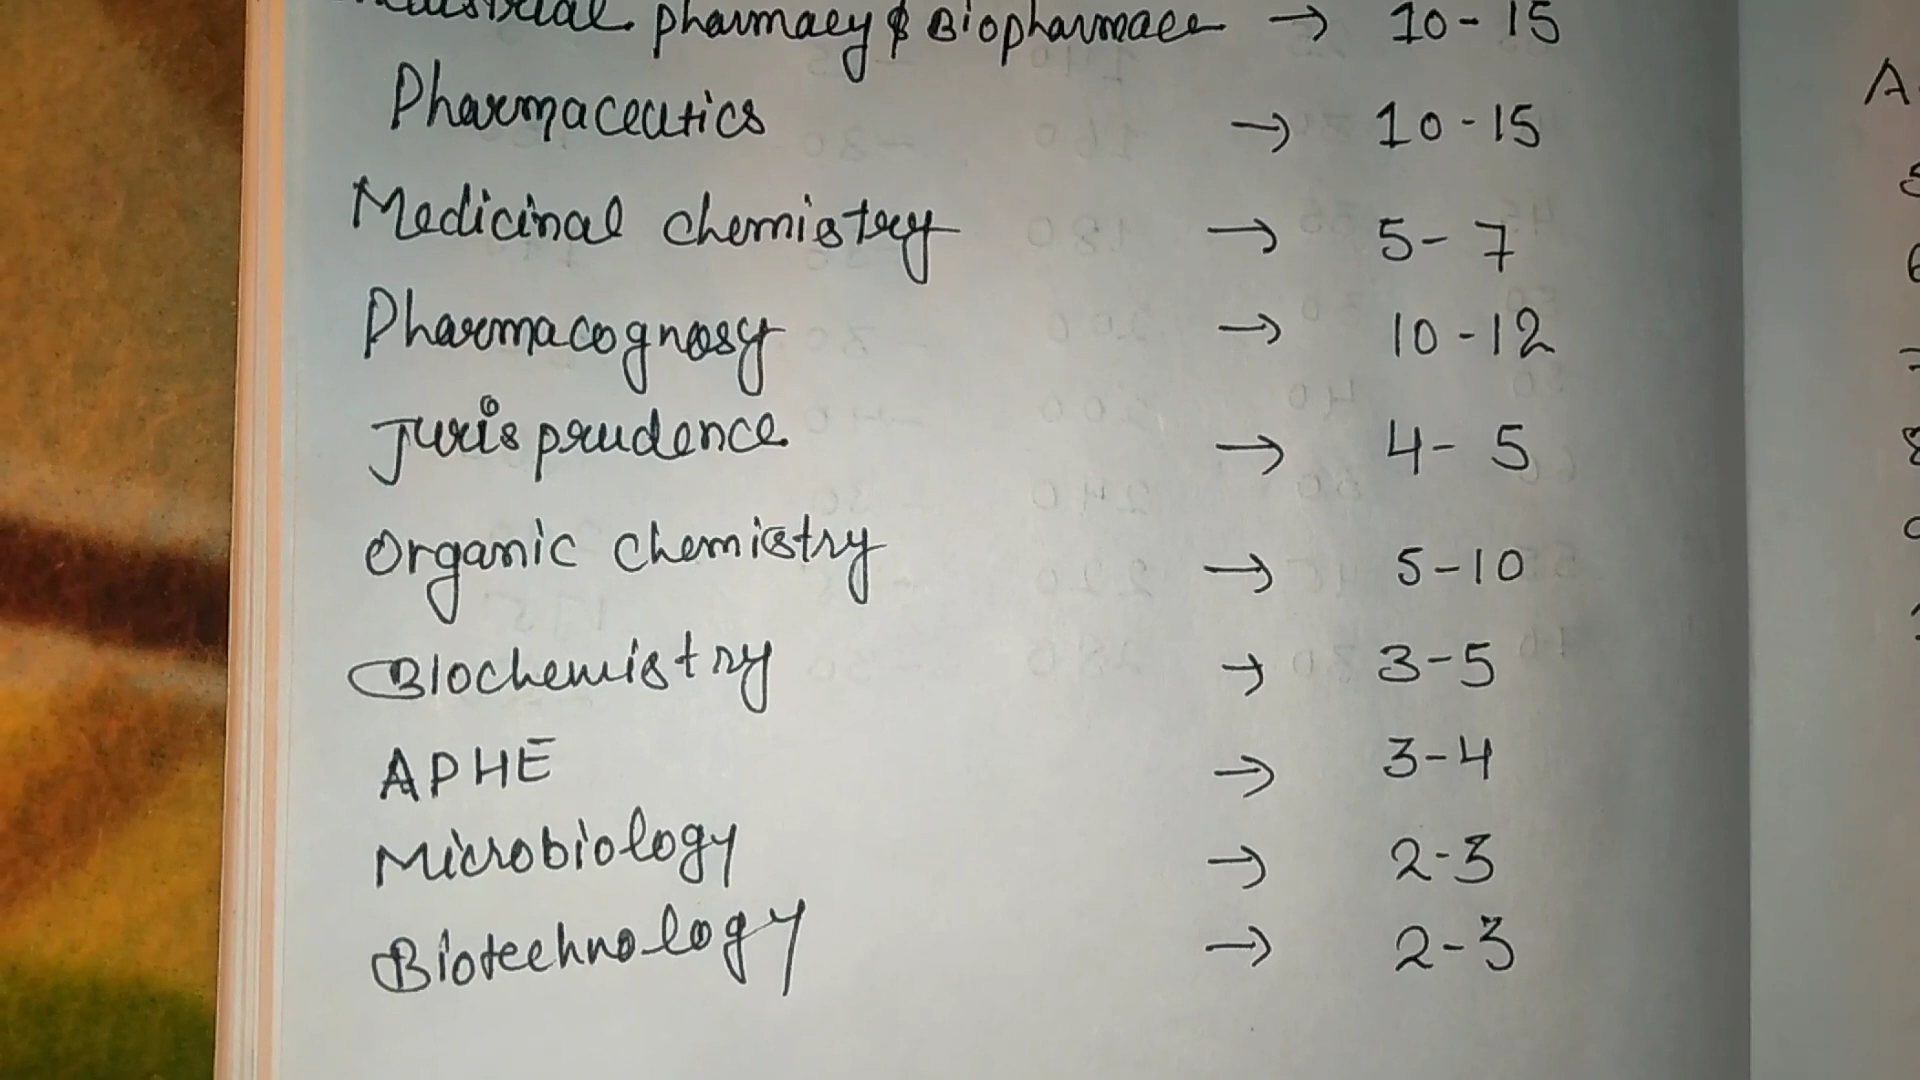 pharmacy & Biopharmace → 10-15
Pharmaceutics → 10-15
Medicinal chemistry → 5-7
Pharmacognosy → 10-12
Jurisprudence → 4-5
Organic chemistry → 5-10
Biochemistry → 3-5
APHE → 3-4
Microbiology → 2-3
Biotechnology → 2-3